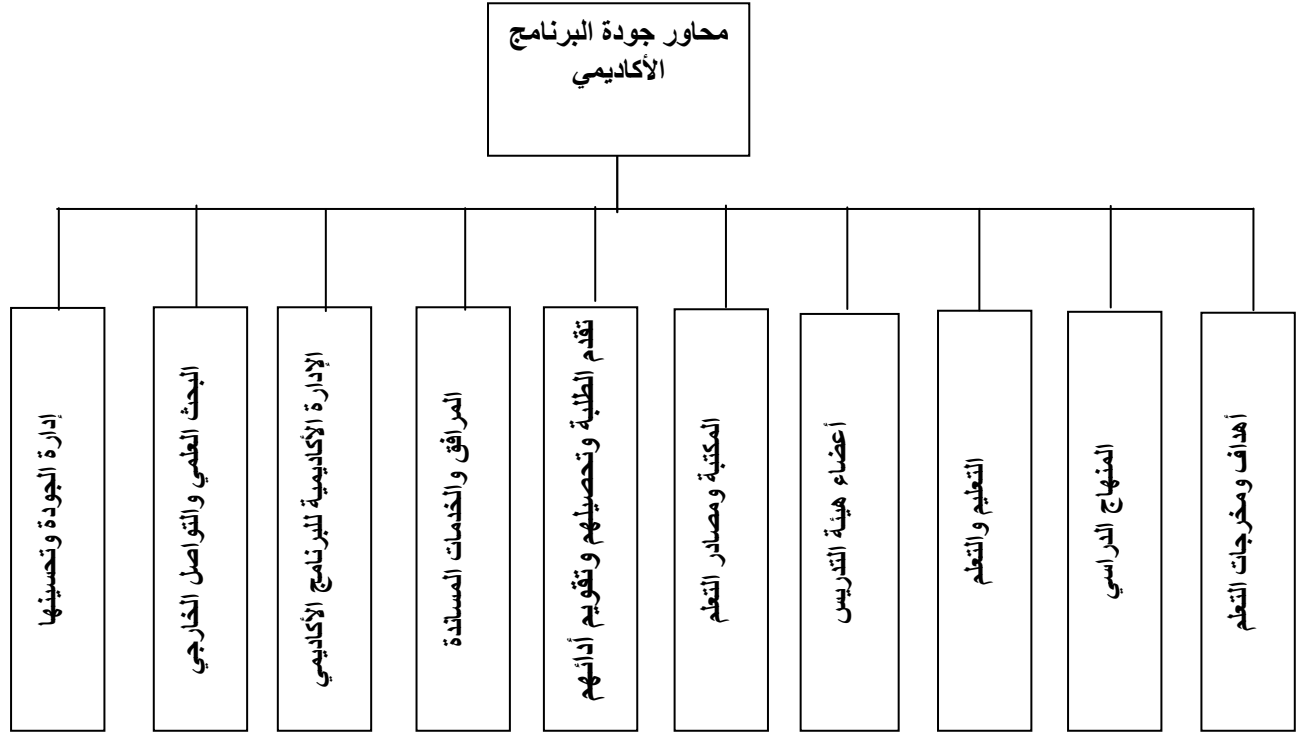 محاور جودة البرنامج
الأكاديمي
أهداف ومخرجات التعلم
المنهاج الدراسي
التعليم والتعلم
أعضاء هيئة التدريس
المكتبة ومصادر التعلم
تقدم الطلبة وتحصيلهم وتقويم أدائهم
المرافق والخدمات المساندة
الإدارة الأكاديمية للبرنامج الأكاديمي
البحث العلمي والتواصل الخارجي
إدارة الجودة وتحسينها